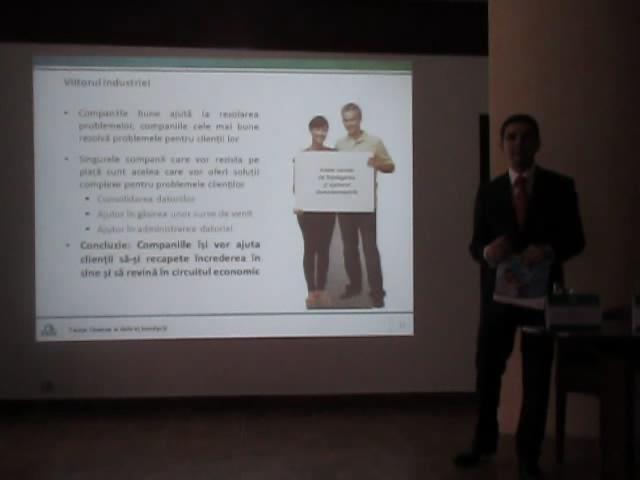 Viitorul industriei
• Companiile bune ajută la rezolarea
problemelor, companiile cele mai bune
rezolvă problemele pentru clienții lor
• Singurele companii care vor rezista pe
piață sunt acelea care vor oferi soluții
complexe pentru problemele clienților
• Consolidarea datoriilor
• Ajutor în găsirea unor surse de venit
• Ajutor în administrarea datoriei
• Concluzie: Companiile își vor ajuta
clienții să-și recapete încrederea în
sine și să revină în circuitul economic